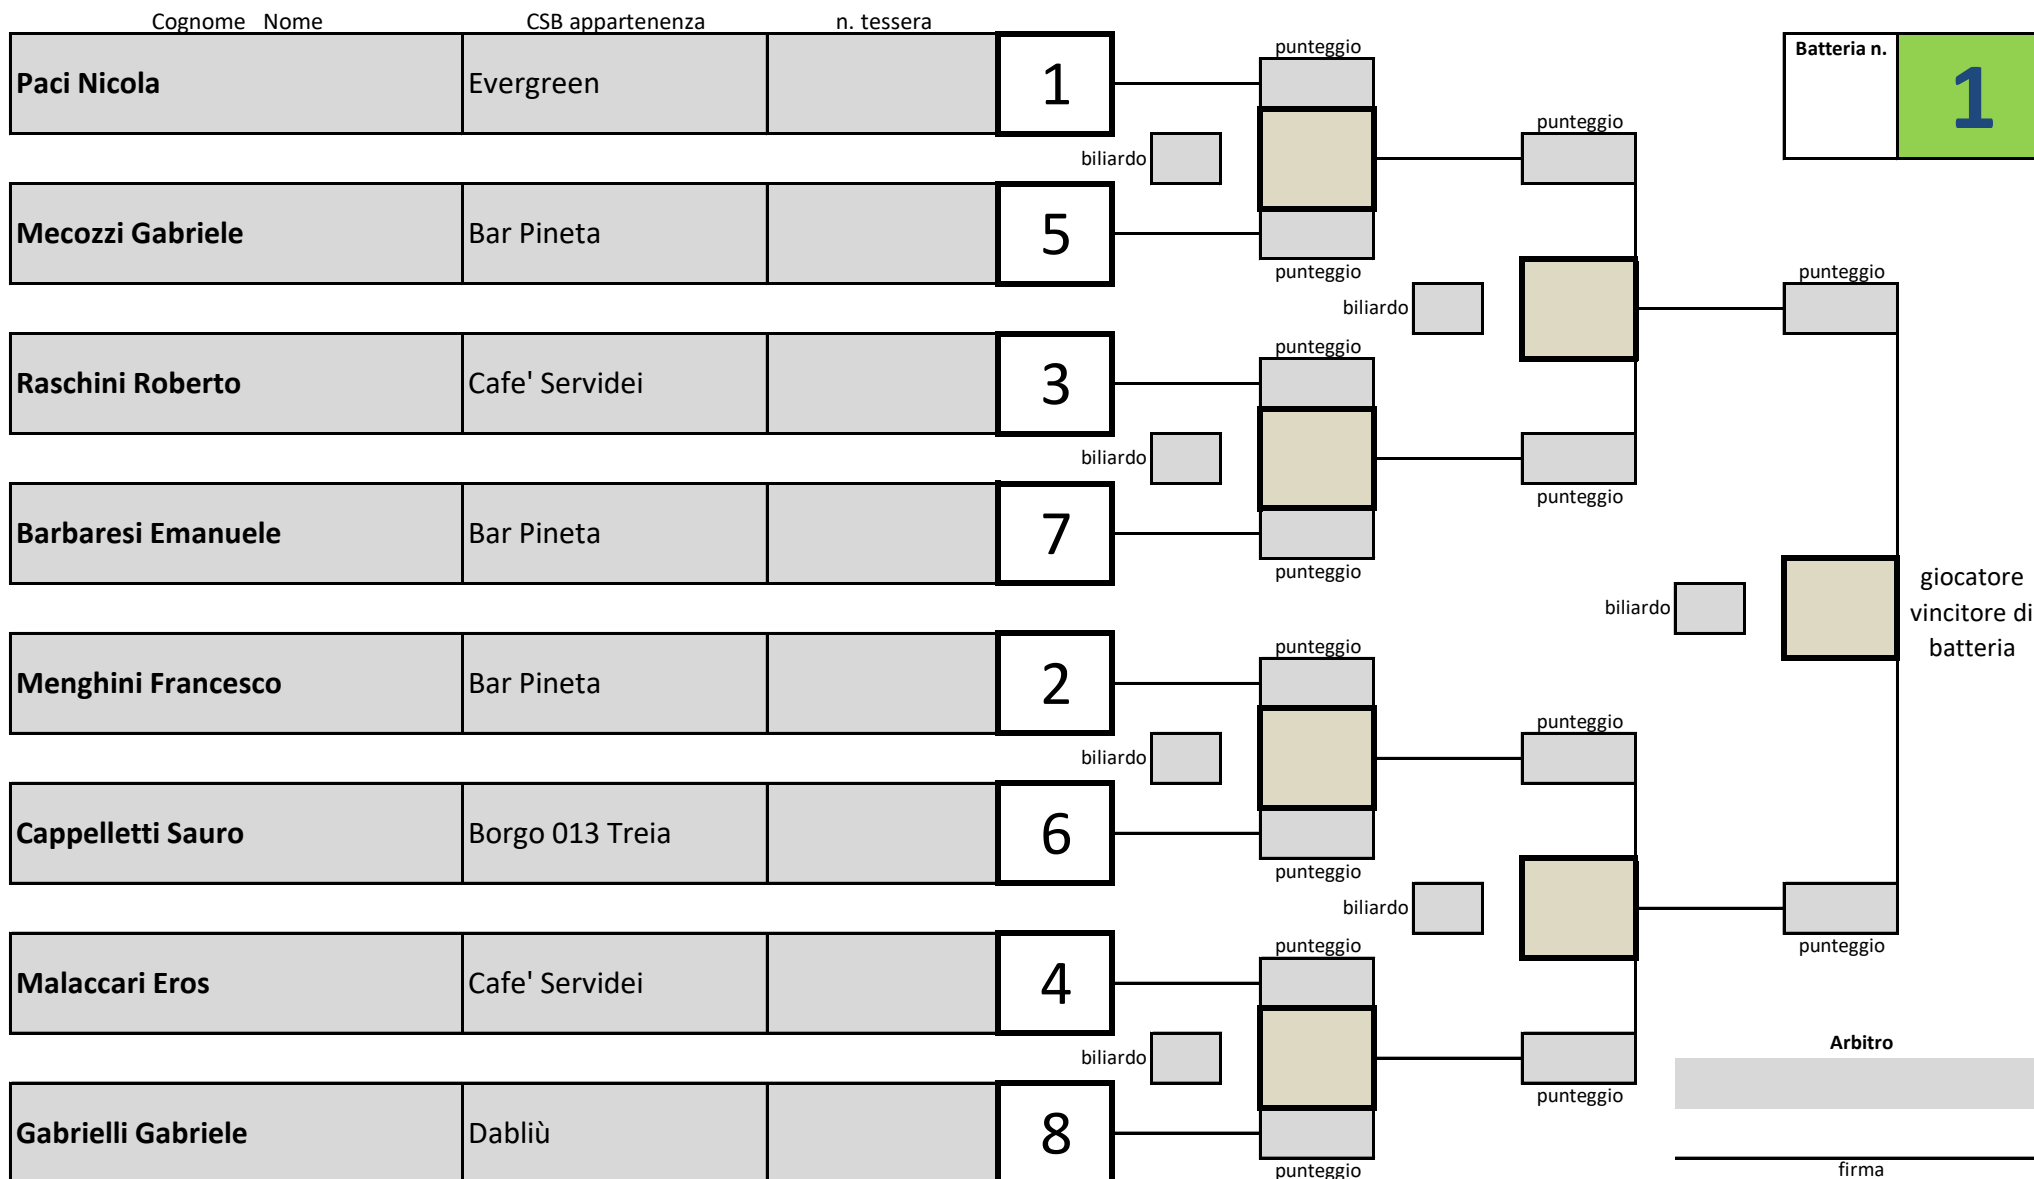 Cognome Nome CSB appartenenza n. tessera
punteggio
Batteria n. 1
Paci Nicola Evergreen 1
punteggio
biliardo
Mecozzi Gabriele Bar Pineta 5
punteggio punteggio
biliardo
punteggio
Raschini Roberto Cafe' Servidei 3
biliardo
punteggio
Barbaresi Emanuele Bar Pineta 7
punteggio
giocatore
biliardo
vincitore di
batteria
punteggio
Menghini Francesco Bar Pineta 2
punteggio
biliardo
Cappelletti Sauro Borgo 013 Treia 6
punteggio
biliardo
punteggio punteggio
Malaccari Eros Cafe' Servidei 4
Arbitro
biliardo
punteggio
Gabrielli Gabriele Dabliù 8
punteggio firma